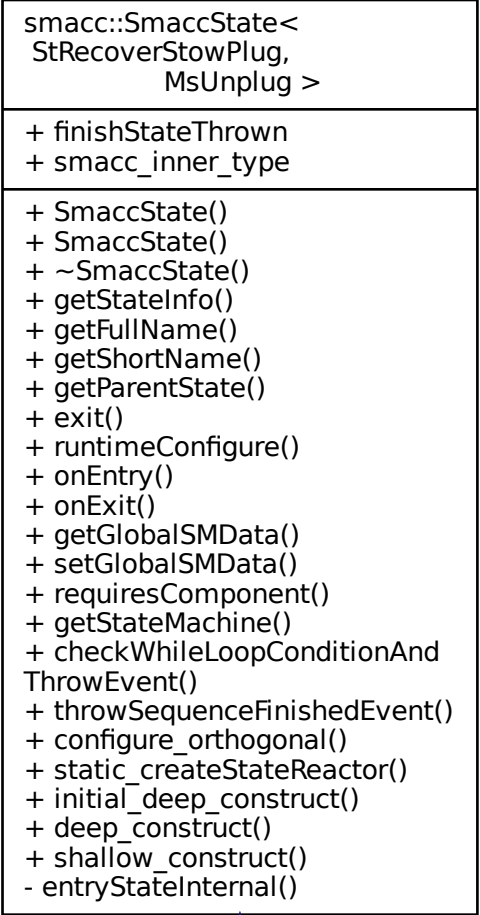 smacc::SmaccState<
StRecoverStowPlug,
MsUnplug >
+ finishStateThrown
+ smacc_inner_type
+ SmaccState()
+ SmaccState()
+ ~SmaccState()
+ getStateInfo()
+ getFullName()
+ getShortName()
+ getParentState()
+ exit()
+ runtimeConfigure()
+ onEntry()
+ onExit()
+ getGlobalSMData()
+ setGlobalSMData()
+ requiresComponent()
+ getStateMachine()
+ checkWhileLoopConditionAnd
ThrowEvent()
+ throwSequenceFinishedEvent()
+ configure_orthogonal()
+ static_createStateReactor()
+ initial_deep_construct()
+ deep_construct()
+ shallow_construct()
- entryStateInternal()